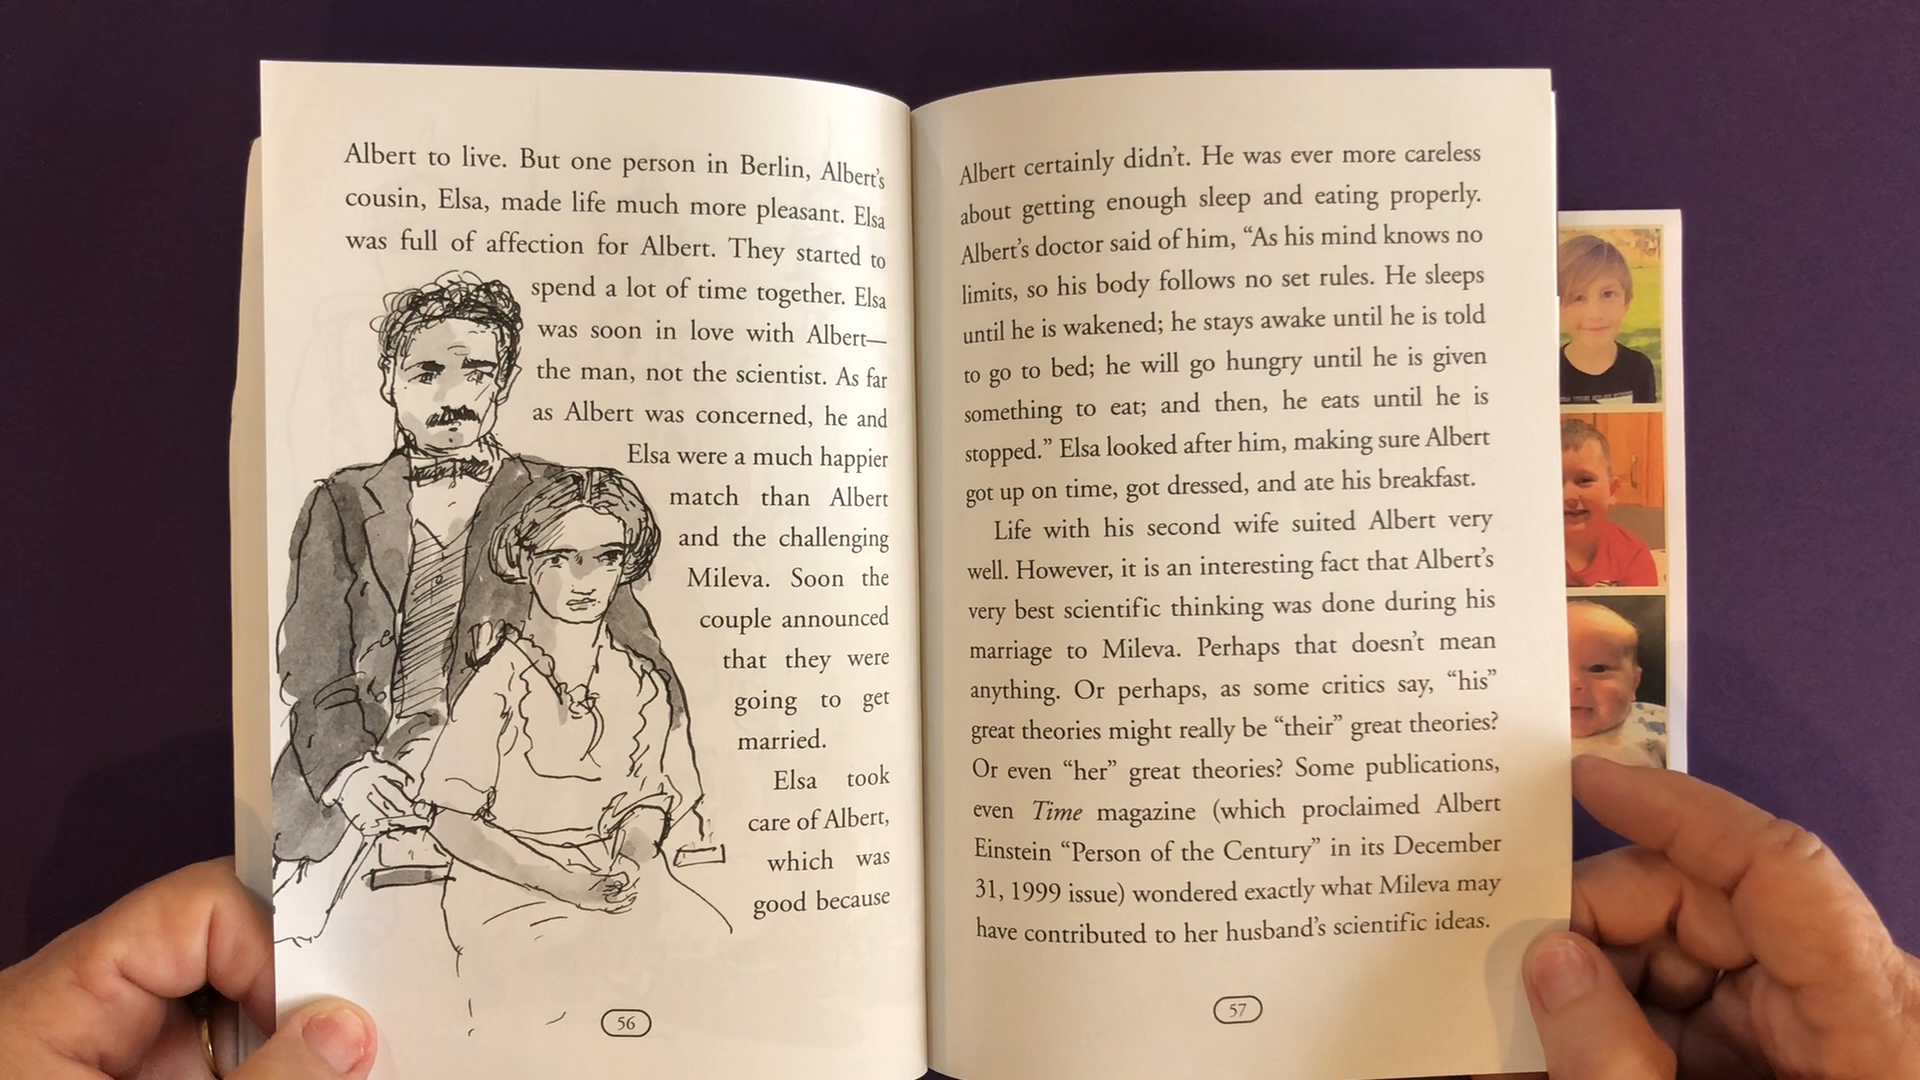 Albert to live. But one person in Berlin, Albert's
cousin, Elsa, made life much more pleasant. Elsa
was full of affection for Albert. They started to
spend a lot of time together. Elsa
was soon in love with Albert—
the man, not the scientist. As far
as Albert was concerned, he and
Elsa were a much happier
match than Albert
and the challenging
Mileva. Soon the
couple announced
that they were
going to get
married.
Elsa took
care of Albert,
which was
good because
56
Albert certainly didn't. He was ever more careless
about getting enough sleep and eating properly.
Albert's doctor said of him, “As his mind knows no
limits, so his body follows no set rules. He sleeps
until he is wakened; he stays awake until he is told
to go to bed; he will go hungry until he is given
something to eat; and then, he eats until he is
stopped.” Elsa looked after him, making sure Albert
got up on time, got dressed, and ate his breakfast.
Life with his second wife suited Albert very
well. However, it is an interesting fact that Albert's
very best scientific thinking was done during his
marriage to Mileva. Perhaps that doesn't mean
anything. Or perhaps, as some critics say, “his”
great theories might really be “their” great theories?
Or even “her” great theories? Some publications,
even Time magazine (which proclaimed Albert
Einstein “Person of the Century” in its December
31, 1999 issue) wondered exactly what Mileva may
have contributed to her husband's scientific ideas.
57